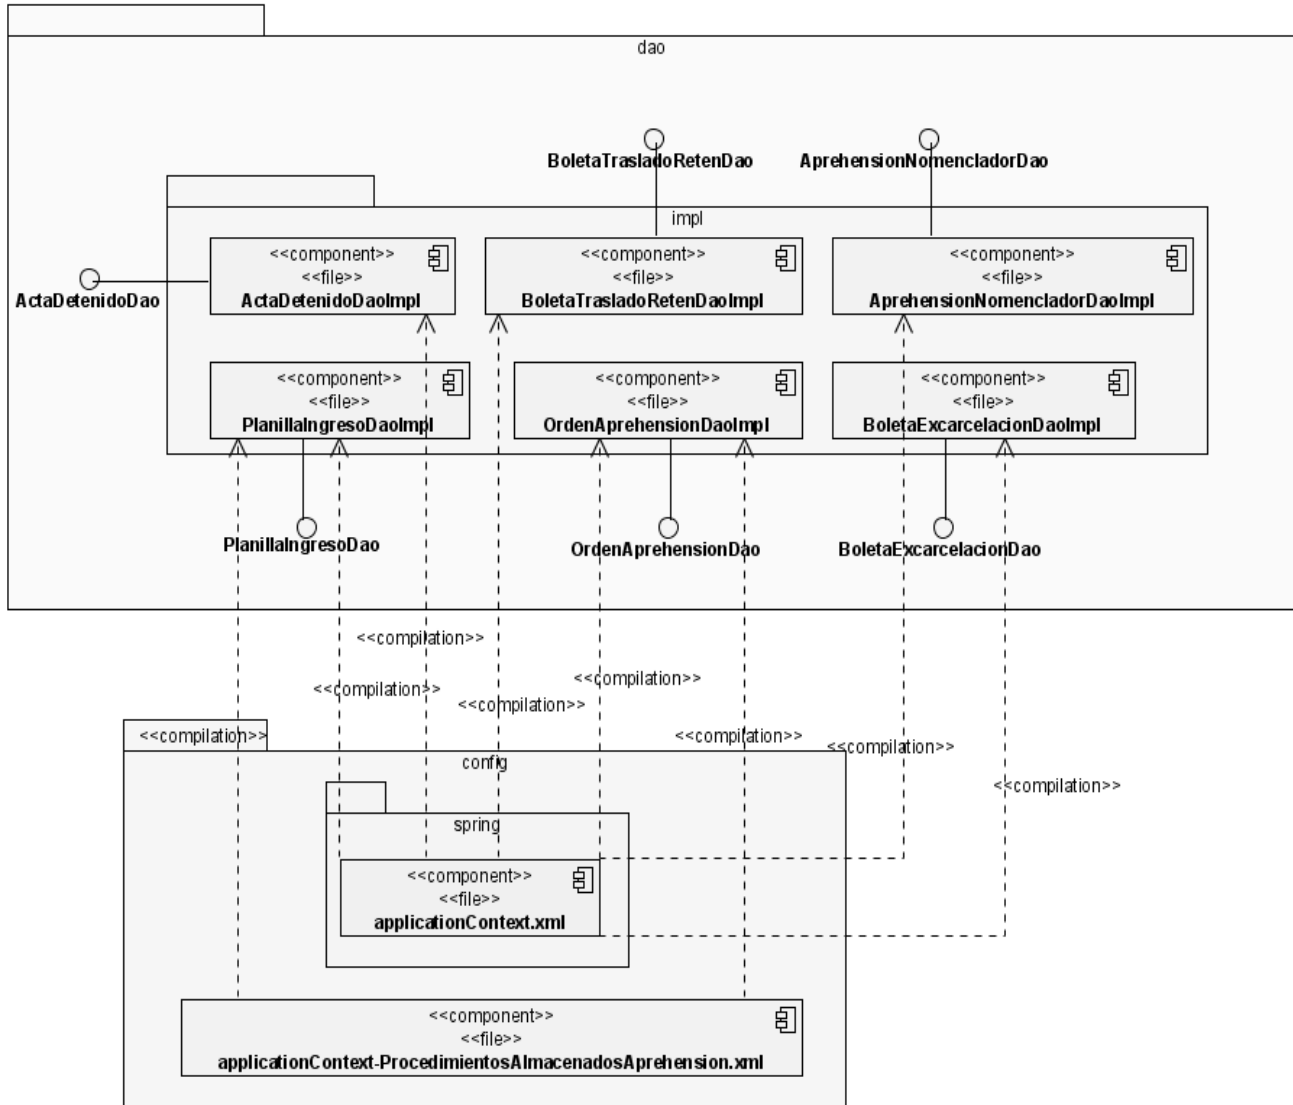 dao
BoletaTrasladoRetenDao
AprehensionNomencladorDao
impl
<<component>>
<<file>>
ActaDetenidoDaoImpl
<<component>>
<<file>>
BoletaTrasladoRetenDaoImpl
<<component>>
<<file>>
AprehensionNomencladorDaoImpl
ActaDetenidoDao
<<component>>
<<file>>
PlanillaIngresoDaoImpl
<<component>>
<<file>>
OrdenAprehensionDaoImpl
<<component>>
<<file>>
BoletaExcarcelacionDaoImpl
PlanillaIngresoDao
OrdenAprehensionDao
BoletaExcarcelacionDao
<<compilation>>
<<compilation>>
<<compilation>>
<<compilation>>
<<compilation>>
<<compilation>>
<<compilation>>
<<compilation>>
config
spring
<<component>>
<<file>>
applicationContext.xml
<<component>>
<<file>>
applicationContext-ProcedimientosAlmacenadosAprehension.xml